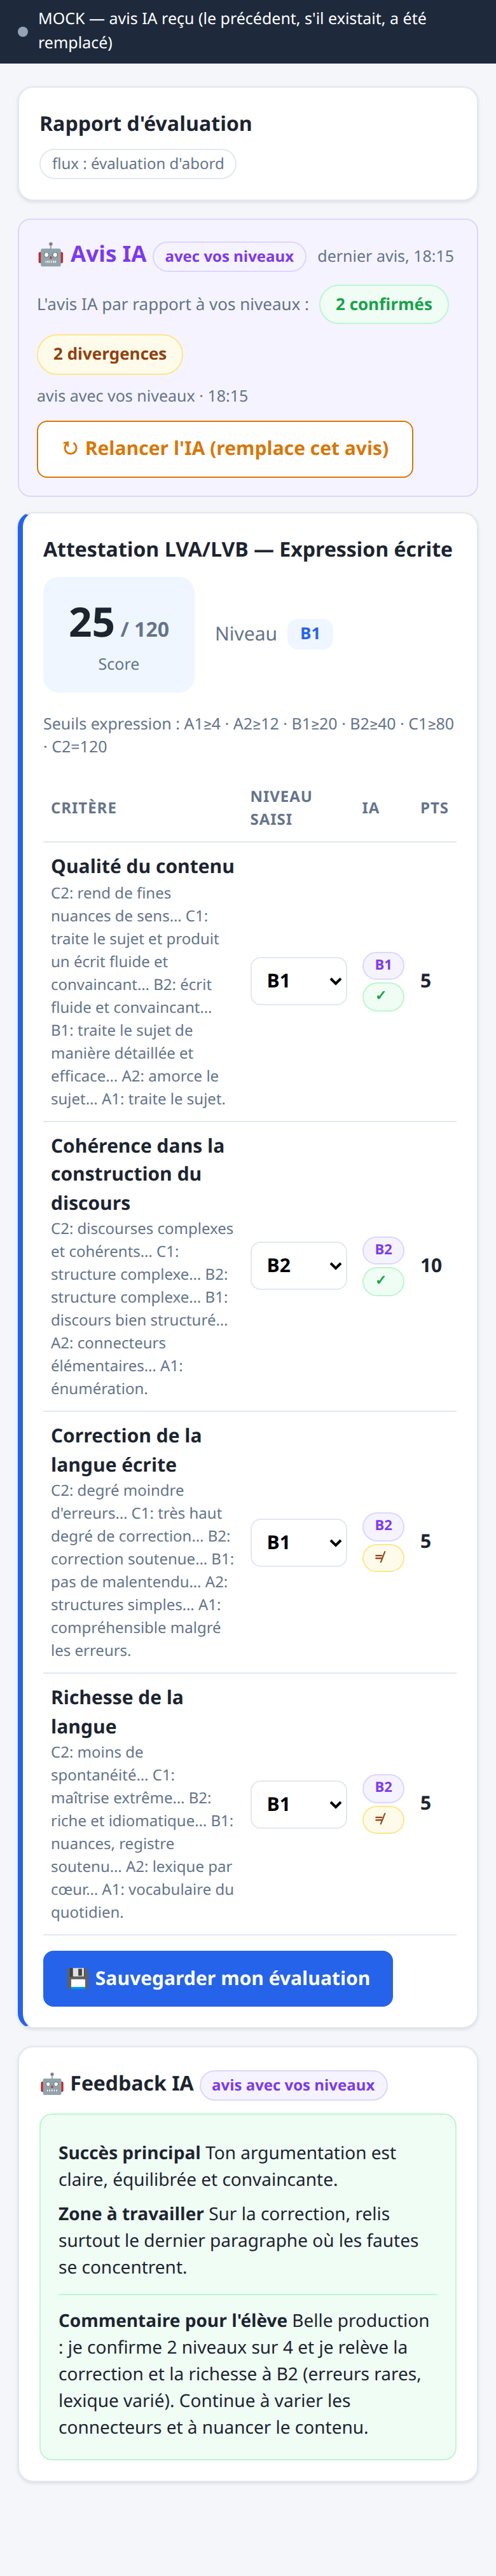 MOCK — avis IA reçu (le précédent, s'il existait, a été
remplacé)
Rapport d'évaluation
flux : évaluation d'abord
🤖 Avis IA avec vos niveaux dernier avis, 18:15
L'avis IA par rapport à vos niveaux : 2 confirmés
2 divergences
avis avec vos niveaux · 18:15
↻ Relancer l'IA (remplace cet avis)
Attestation LVA/LVB — Expression écrite
25 / 120
Score
Niveau B1
Seuils expression : A1≥4 · A2≥12 · B1≥20 · B2≥40 · C1≥80
· C2=120
CRITÈRE NIVEAU SAISI IA PTS
Qualité du contenu
C2: rend de fines
nuances de sens... C1:
traite le sujet et produit
un écrit fluide et
convaincant... B2: écrit
fluide et convaincant...
B1: traite le sujet de
manière détaillée et
efficace... A2: amorce le
sujet... A1: traite le sujet.
B1 B1 ✓ 5
Cohérence dans la
construction du
discours
C2: discourses complexes
et cohérents... C1:
structure complexe... B2:
structure complexe... B1:
discours bien structuré...
A2: connecteurs
élémentaires... A1:
énumération.
B2 B2 ✓ 10
Correction de la
langue écrite
C2: degré moindre
d'erreurs... C1: très haut
degré de correction... B2:
correction soutenue... B1:
pas de malentendu... A2:
structures simples... A1:
compréhensible malgré
les erreurs.
B1 B2 ≠ 5
Richesse de la
langue
C2: moins de
spontanéité... C1:
maîtrise extrême... B2:
riche et idiomatique... B1:
nuances, registre
soutenu... A2: lexique par
cœur... A1: vocabulaire du
quotidien.
B1 B2 ≠ 5
💾 Sauvegarder mon évaluation
🤖 Feedback IA avis avec vos niveaux
Succès principal Ton argumentation est
claire, équilibrée et convaincante.
Zone à travailler Sur la correction, relis
surtout le dernier paragraphe où les fautes
se concentrent.
Commentaire pour l'élève Belle production
: je confirme 2 niveaux sur 4 et je relève la
correction et la richesse à B2 (erreurs rares,
lexique varié). Continue à varier les
connecteurs et à nuancer le contenu.